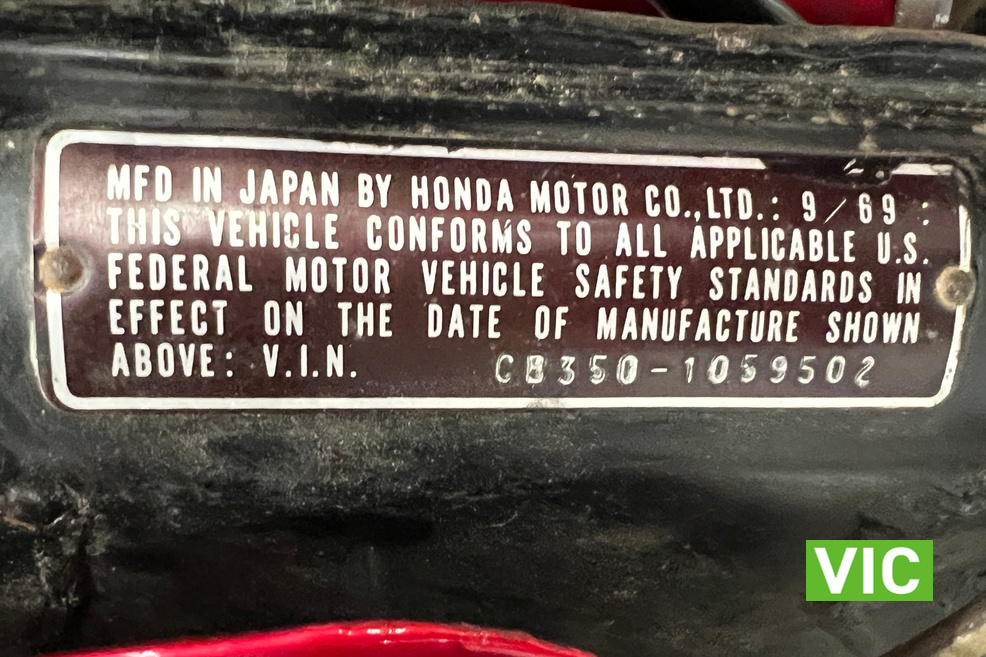 MFD IN JAPAN BY HONDA MOTOR CO.,LTD.: 9/69 :
THIS VEHICLE CONFORMS TO ALL APPLICABLE U.S.
FEDERAL MOTOR VEHICLE SAFETY STANDARDS IN
EFFECT ON THE DATE OF MANUFACTURE SHOWN
ABOVE: V.I.N. CB350-1059502
VIC